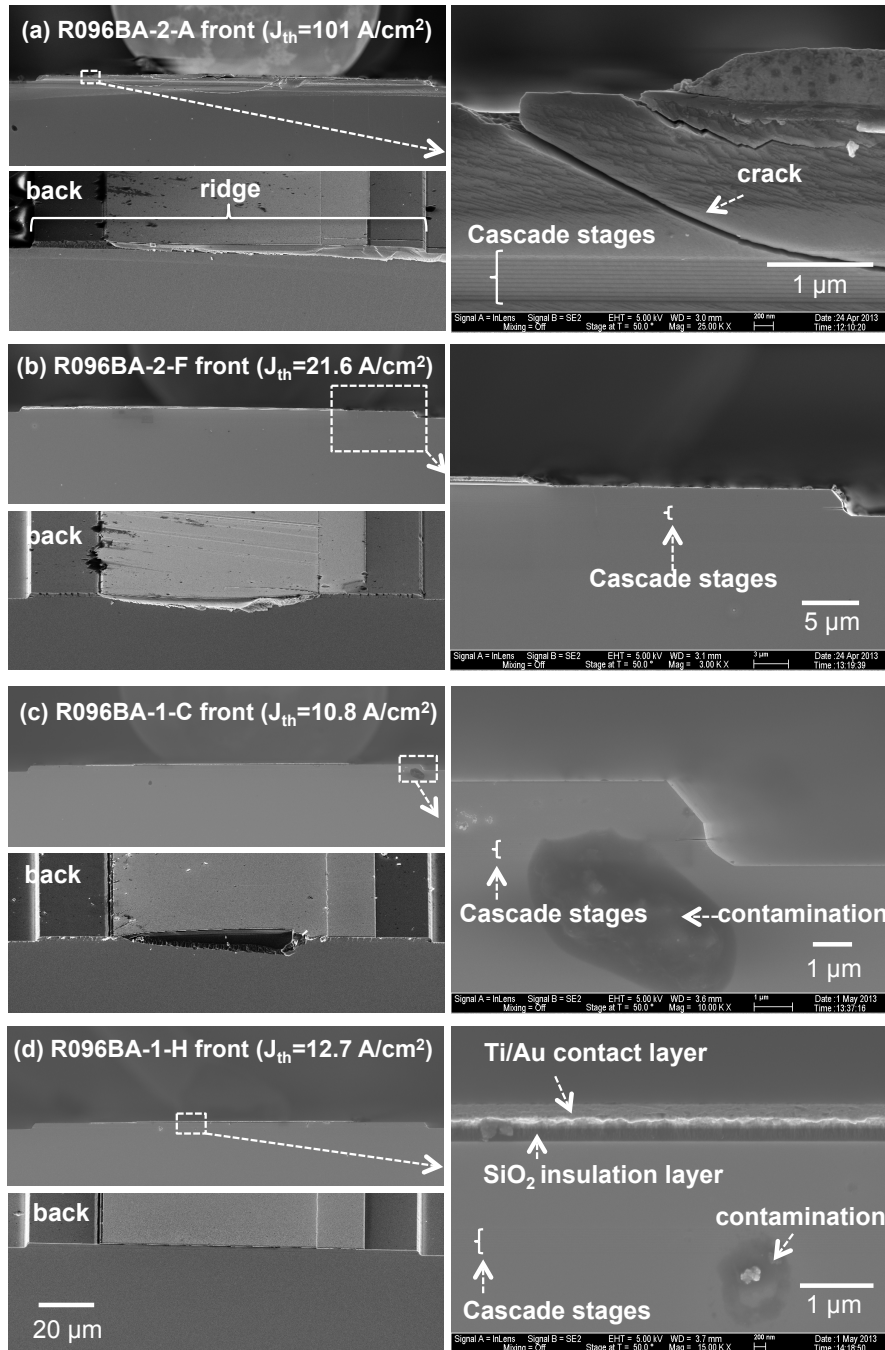 (a) R096BA-2-A front (Jth=101 A/cm²)
back
ridge
crack
Cascade stages
1 µm
Signal A = InLens Signal B = SE2 EHT = 5.00 kV WD = 3.0 mm 200 nm Date :24 Apr 2013
Mixing = Off Stage at T = 50.0 ° Mag = 25.00 K X Time :12:10:20
(b) R096BA-2-F front (Jth=21.6 A/cm²)
back
Cascade stages
5 µm
Signal A = InLens Signal B = SE2 EHT = 5.00 kV WD = 3.1 mm 3 µm Date :24 Apr 2013
Mixing = Off Stage at T = 50.0 ° Mag = 3.00 K X Time :13:19:39
(c) R096BA-1-C front (Jth=10.8 A/cm²)
back
Cascade stages
contamination
1 µm
Signal A = InLens Signal B = SE2 EHT = 5.00 kV WD = 3.6 mm 1 µm Date :1 May 2013
Mixing = Off Stage at T = 50.0 ° Mag = 10.00 K X Time :13:37:16
(d) R096BA-1-H front (Jth=12.7 A/cm²)
back
20 µm
Ti/Au contact layer
SiO₂ insulation layer
contamination
Cascade stages
1 µm
Signal A = InLens Signal B = SE2 EHT = 5.00 kV WD = 3.7 mm 200 nm Date :1 May 2013
Mixing = Off Stage at T = 50.0 ° Mag = 15.00 K X Time :14:18:50